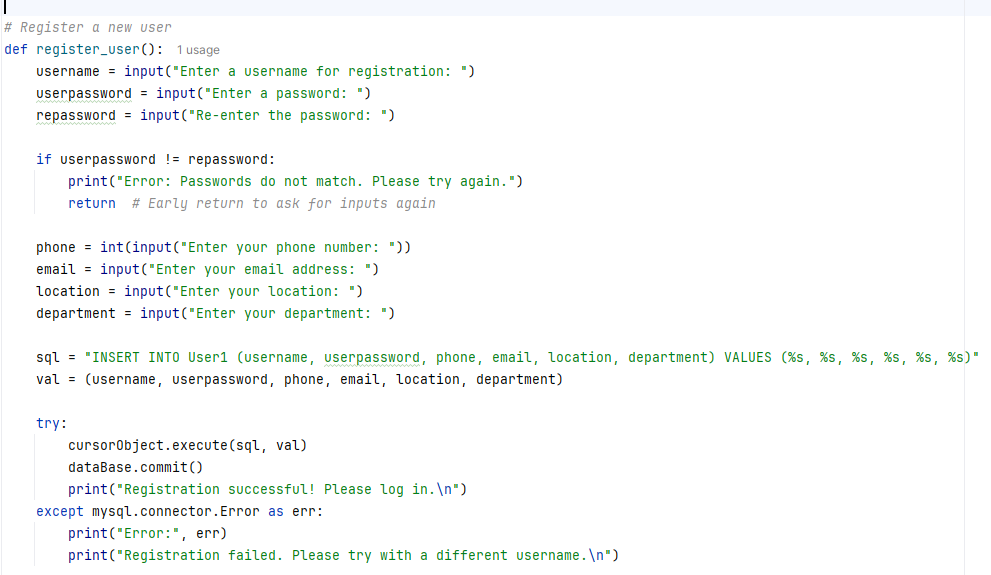 # Register a new user
def register_user(): 1 usage
    username = input("Enter a username for registration: ")
    userpassword = input("Enter a password: ")
    repassword = input("Re-enter the password: ")

    if userpassword != repassword:
        print("Error: Passwords do not match. Please try again.")
        return  # Early return to ask for inputs again

    phone = int(input("Enter your phone number: "))
    email = input("Enter your email address: ")
    location = input("Enter your location: ")
    department = input("Enter your department: ")

    sql = "INSERT INTO User1 (username, userpassword, phone, email, location, department) VALUES (%s, %s, %s, %s, %s, %s)"
    val = (username, userpassword, phone, email, location, department)

    try:
        cursorObject.execute(sql, val)
        dataBase.commit()
        print("Registration successful! Please log in.\n")
    except mysql.connector.Error as err:
        print("Error:", err)
        print("Registration failed. Please try with a different username.\n")